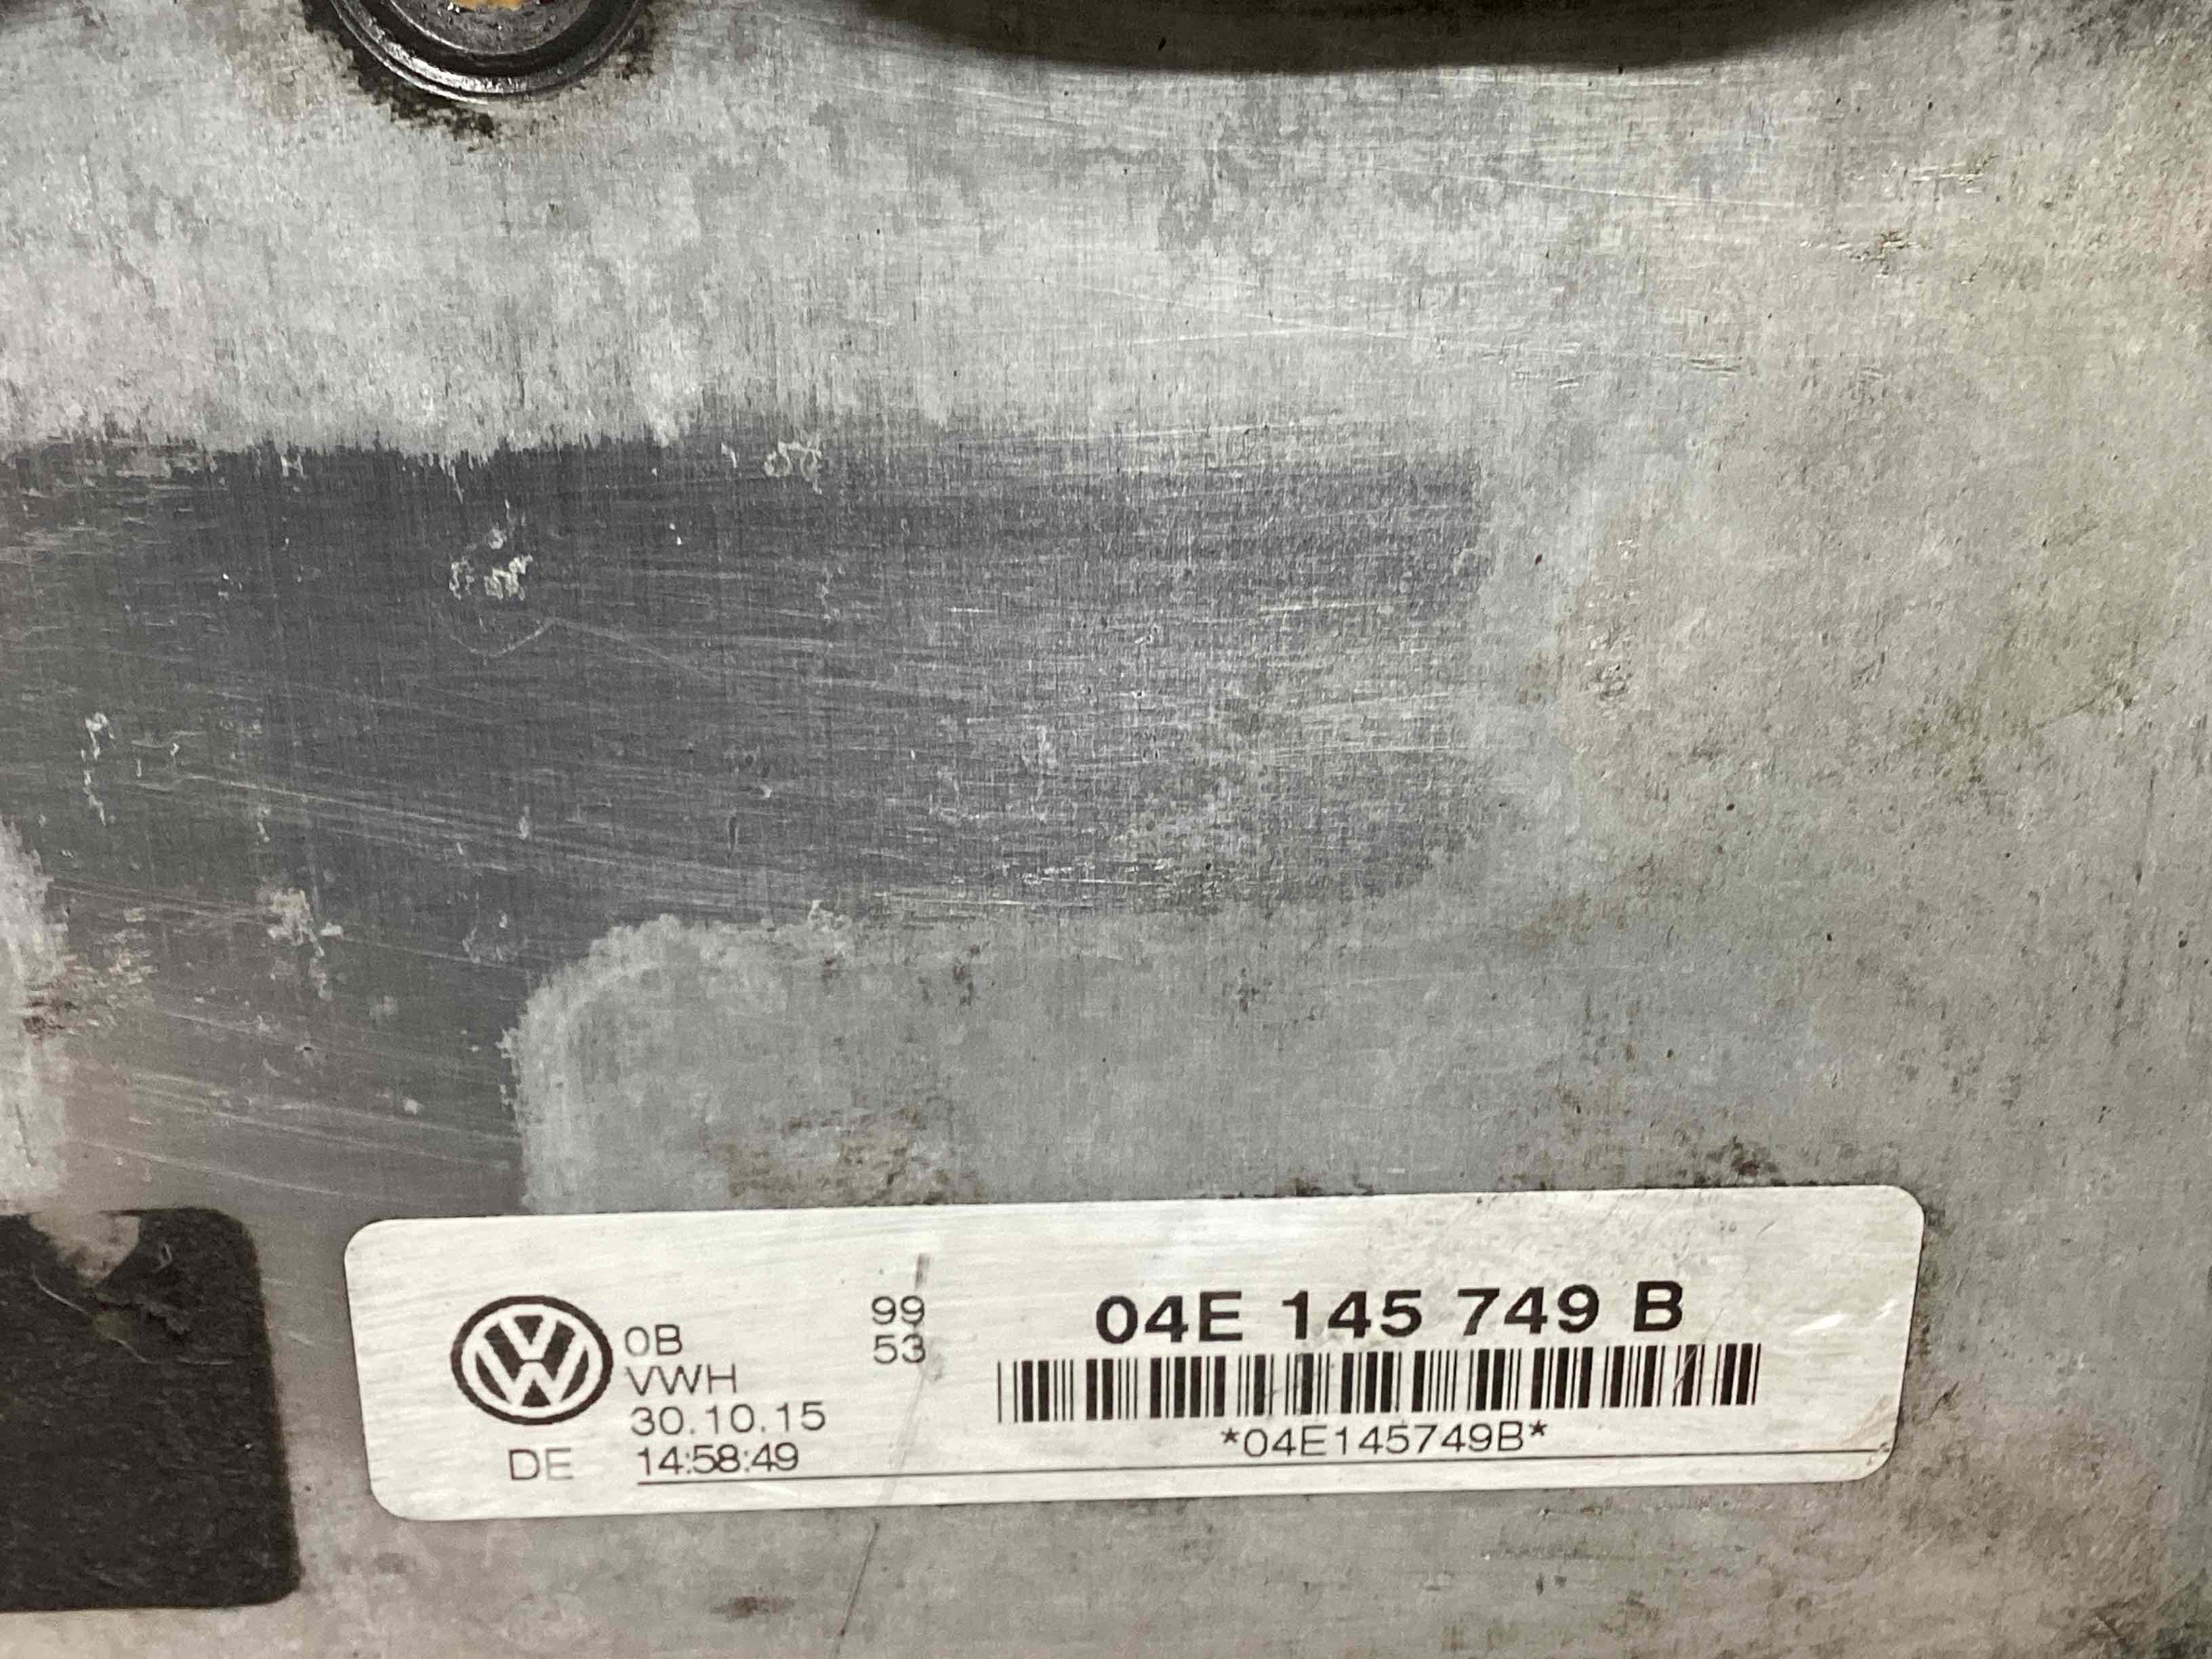 0B
VWH
30.10.15
DE 14:58:49
99
53
04E 145 749 B
*04E145749B*